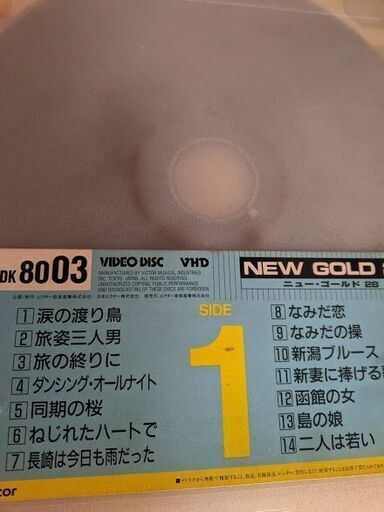 DK 8003
VIDEO DISC VHD
MANUFACTURED BY VICTOR MUSICAL INDUSTRIES
INC. TOKYO, JAPAN. ALL RIGHTS RESERVED.
UNAUTHORIZED COPYING, PUBLIC PERFORMANCE
AND BROADCASTING OF THESE DISCS ARE FORBIDDEN
NEW GOLD
ニュー・ゴールド 28
SIDE
1
1 涙の渡り鳥
2 旅姿三人男
3 旅の終りに
4 ダンシング・オールナイト
5 同期の桜
6 ねじれたハートで
7 長崎は今日も雨だった
8 なみだ恋
9 なみだの操
10 新潟ブルース
11 新妻に捧げる
12 函館の女
13 島の娘
14 二人は若い